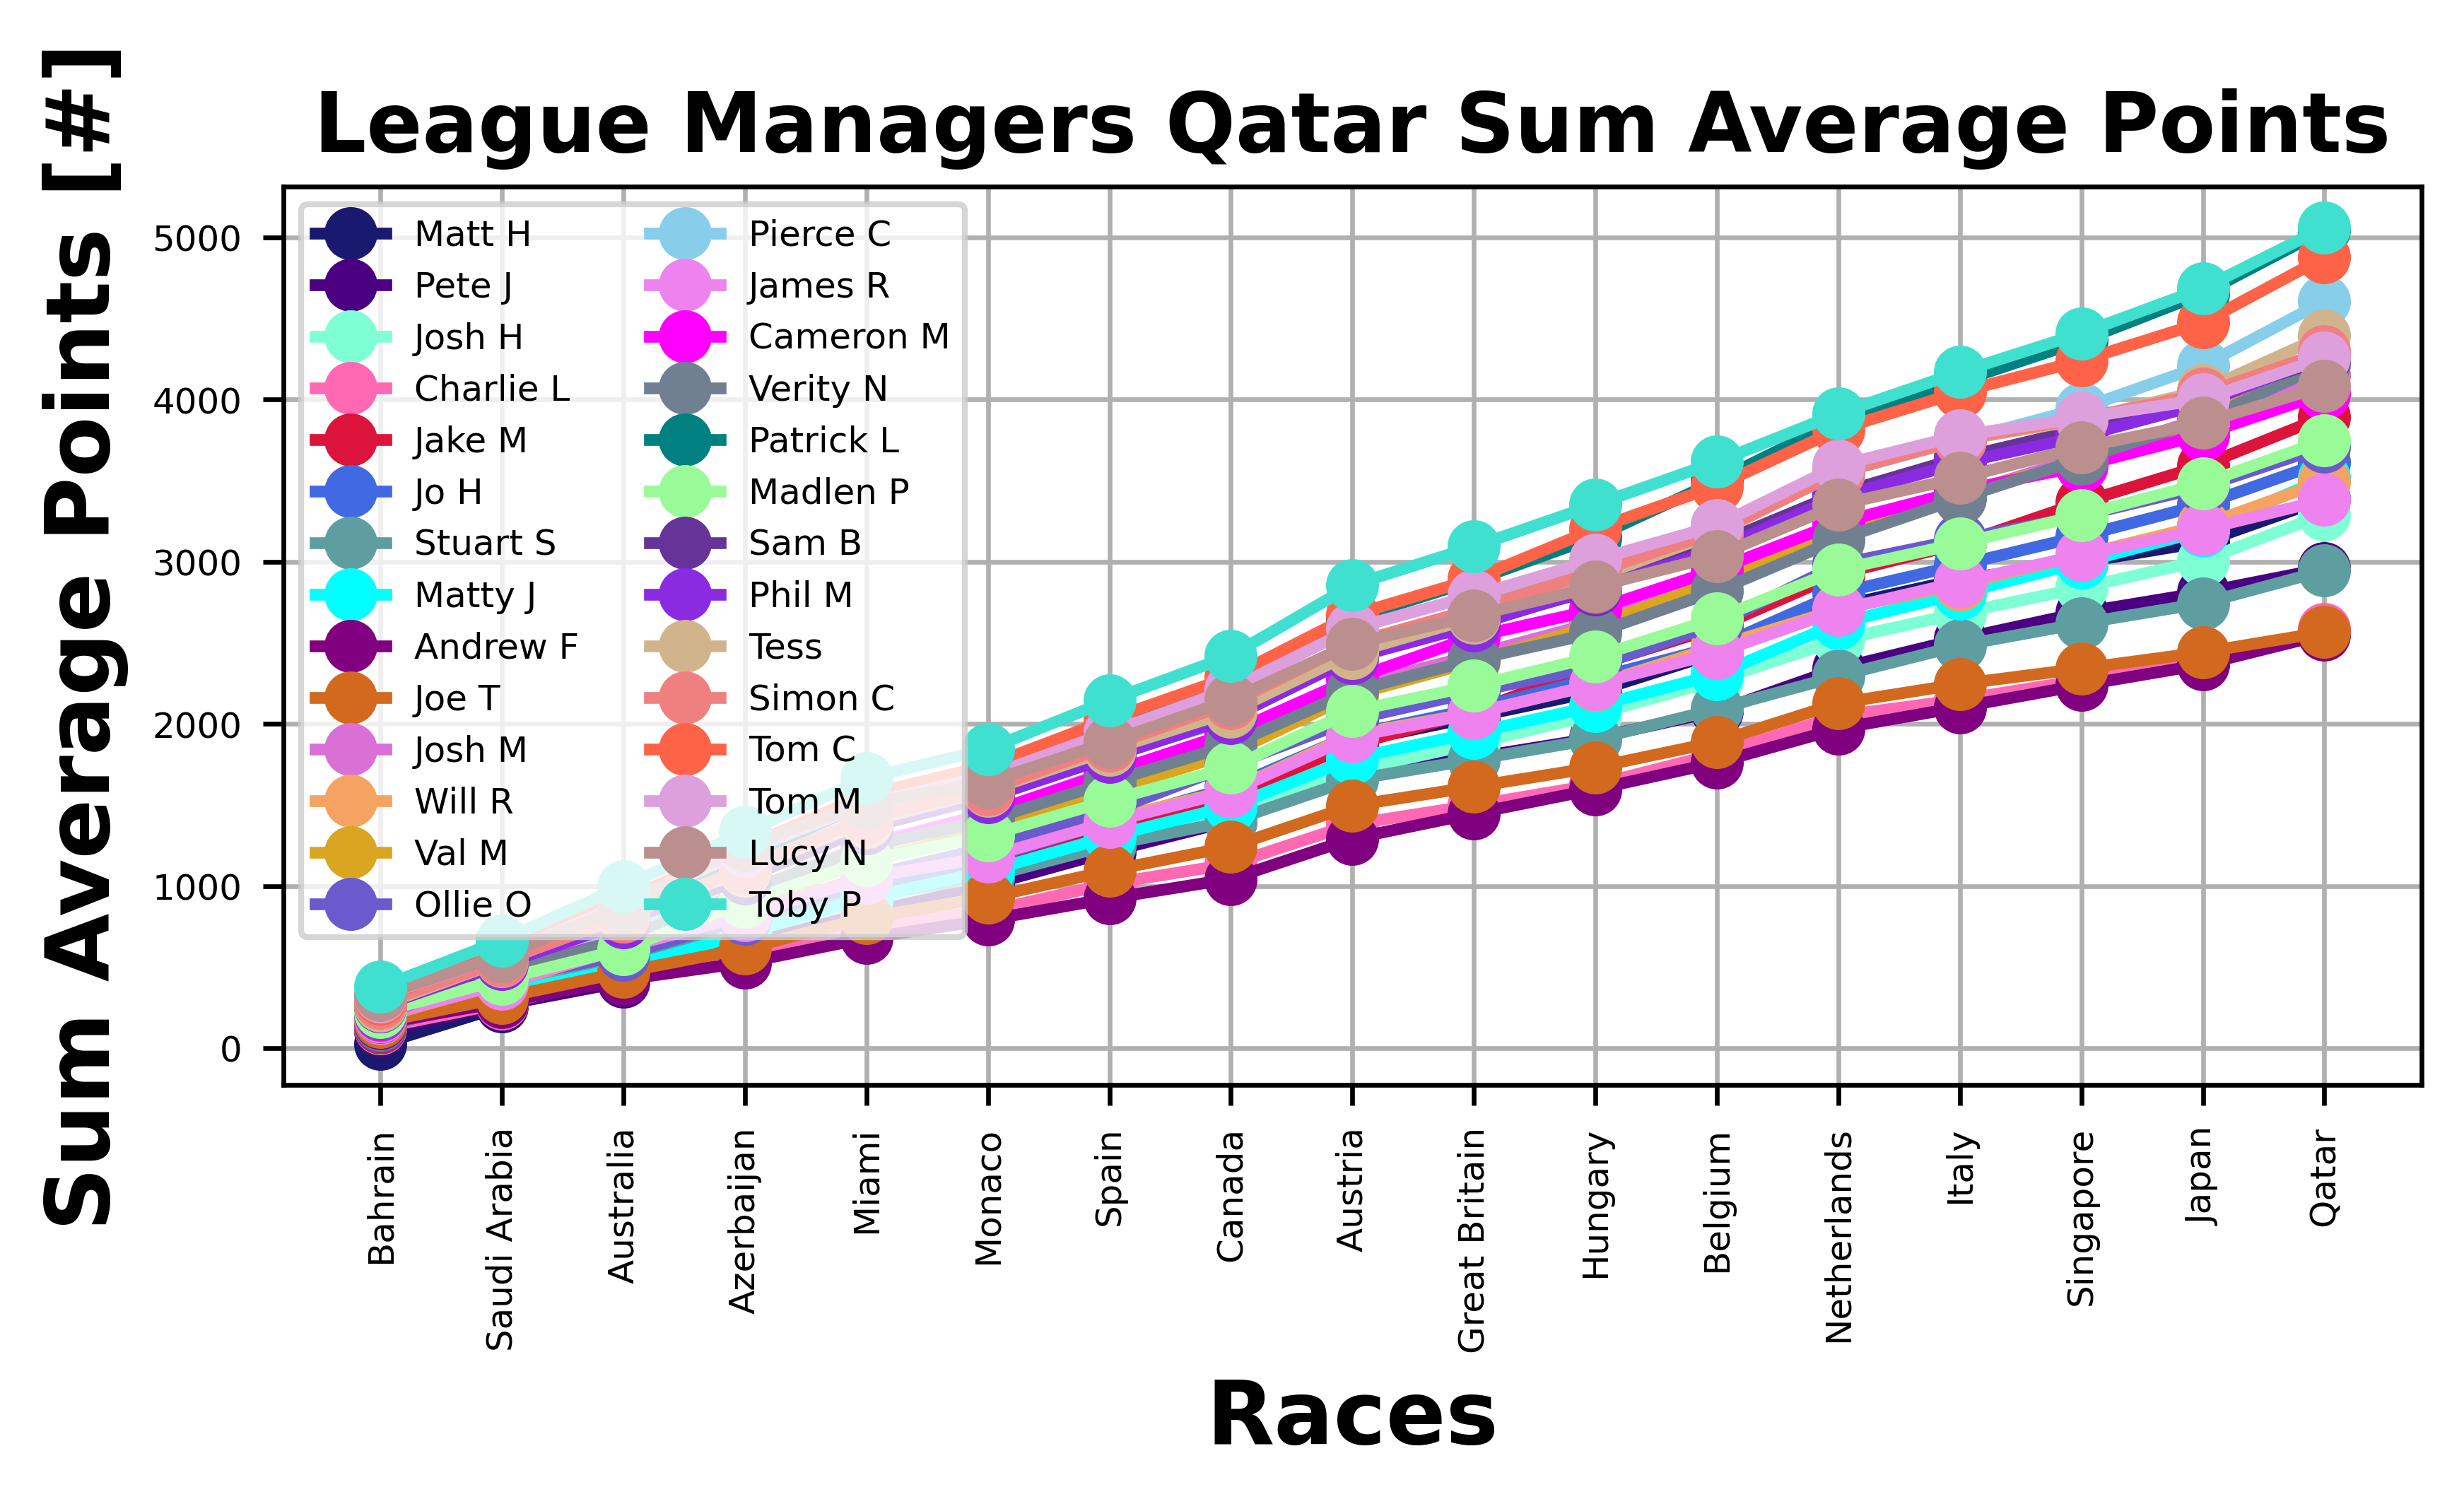 League Managers Qatar Sum Average Points
Sum Average Points [#]
5000
4000
3000
2000
1000
0
Matt H
Pete J
Josh H
Charlie L
Jake M
Jo H
Stuart S
Matty J
Andrew F
Joe T
Josh M
Will R
Val M
Ollie O
Pierce C
James R
Cameron M
Verity N
Patrick L
Madlen P
Sam B
Phil M
Tess
Simon C
Tom C
Tom M
Lucy N
Toby P
Bahrain
Saudi Arabia
Australia
Azerbaijan
Miami
Monaco
Spain
Canada
Austria
Great Britain
Hungary
Belgium
Netherlands
Italy
Singapore
Japan
Qatar
Races